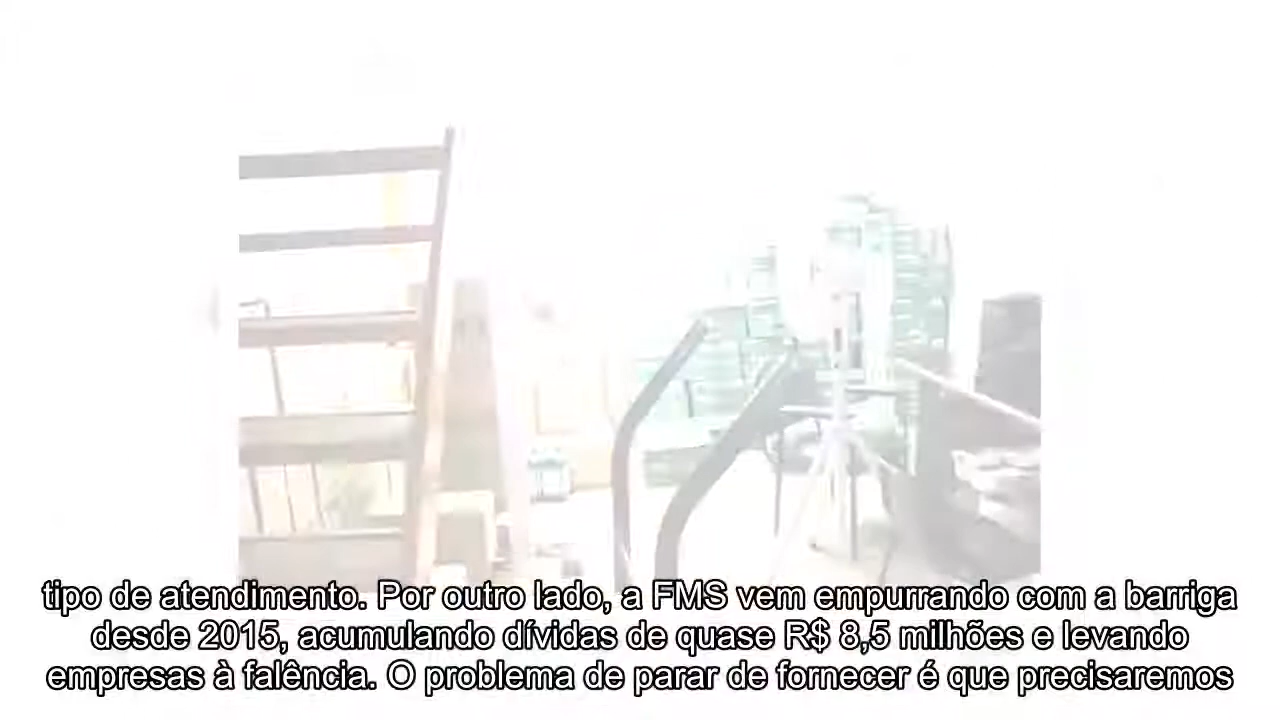 tipo de atendimento. Por outro lado, a FMS vem empurrando com a barriga
desde 2015, acumulando dívidas de quase R$ 8,5 milhões e levando
empresas à falência. O problema de parar de fornecer é que precisaremos